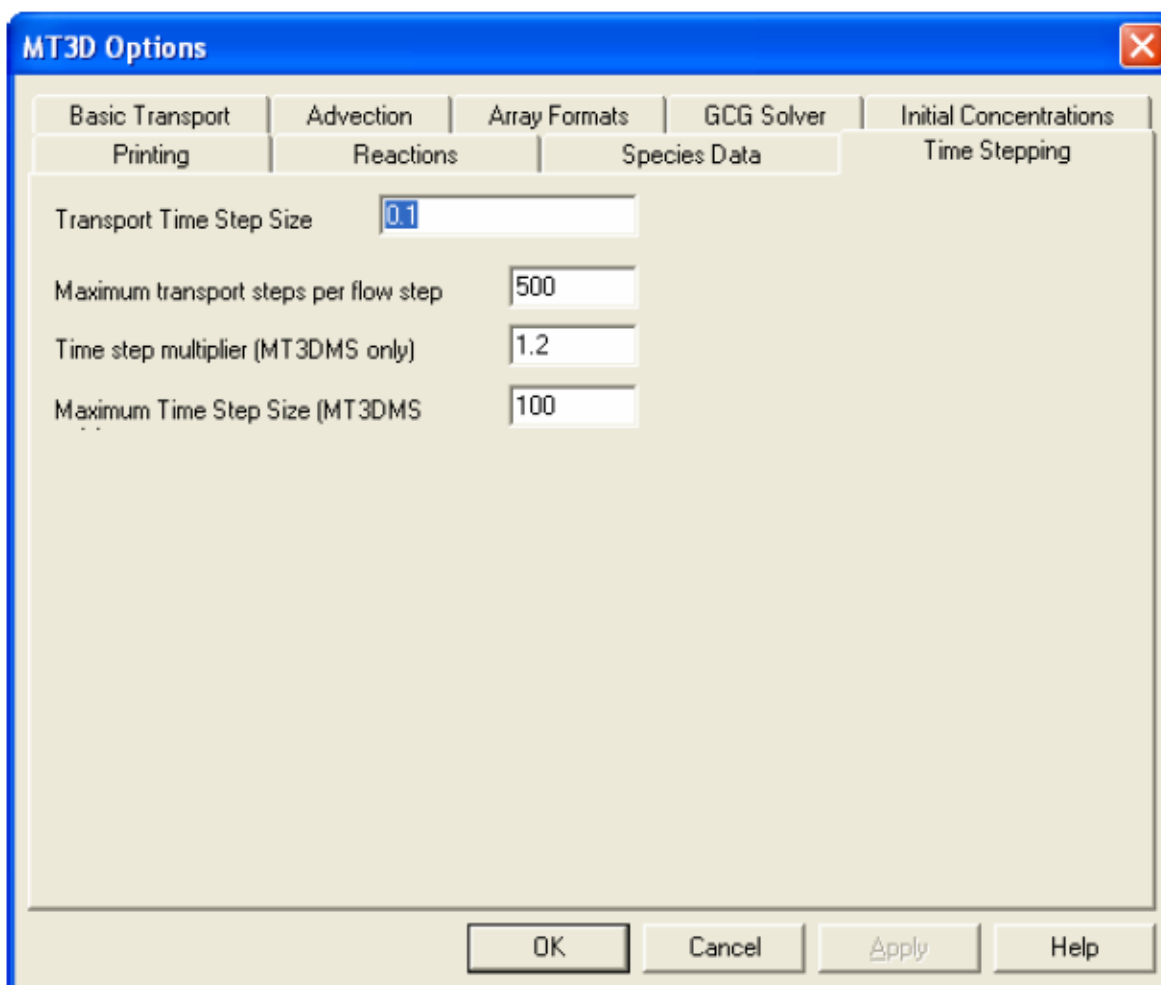 MT3D Options
Basic Transport Advection Array Formats GCG Solver Initial Concentrations
Printing Reactions Species Data Time Stepping
Transport Time Step Size 0.1
Maximum transport steps per flow step 500
Time step multiplier (MT3DMS only) 1.2
Maximum Time Step Size (MT3DMS 100
OK Cancel Apply Help